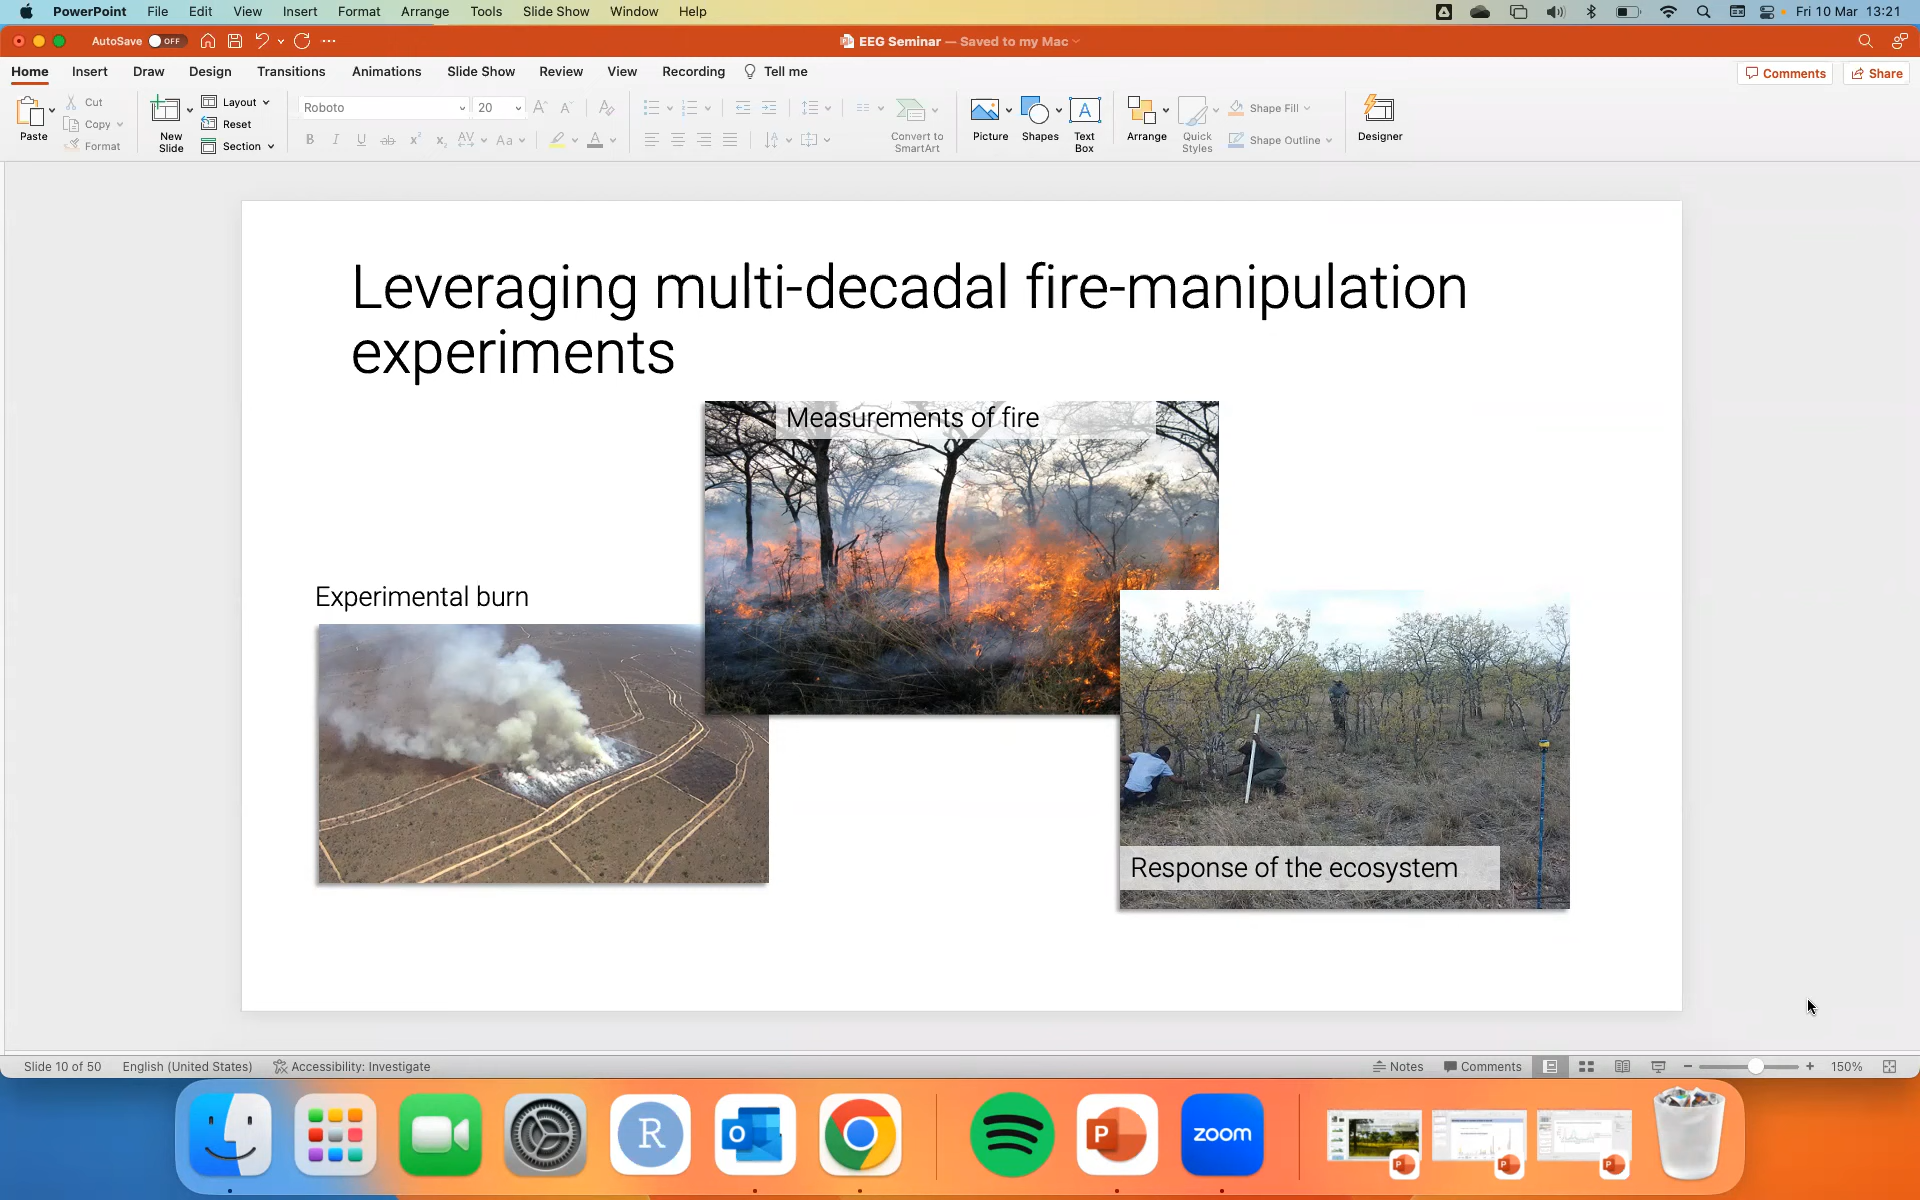 PowerPoint File Edit View Insert Format Arrange Tools Slide Show Window Help Fri 10 Mar 13:21
AutoSave OFF EEG Seminar — Saved to my Mac
Home Insert Draw Design Transitions Animations Slide Show Review View Recording Tell me Comments Share
Paste Cut Copy Format
New Slide Layout Reset Section
Roboto 20
Convert to SmartArt
Picture Shapes Text Box
Arrange Quick Styles Shape Fill Shape Outline
Designer
Leveraging multi-decadal fire-manipulation
experiments
Measurements of fire
Experimental burn
Response of the ecosystem
Slide 10 of 50 English (United States) Accessibility: Investigate Notes Comments 150%
zoom